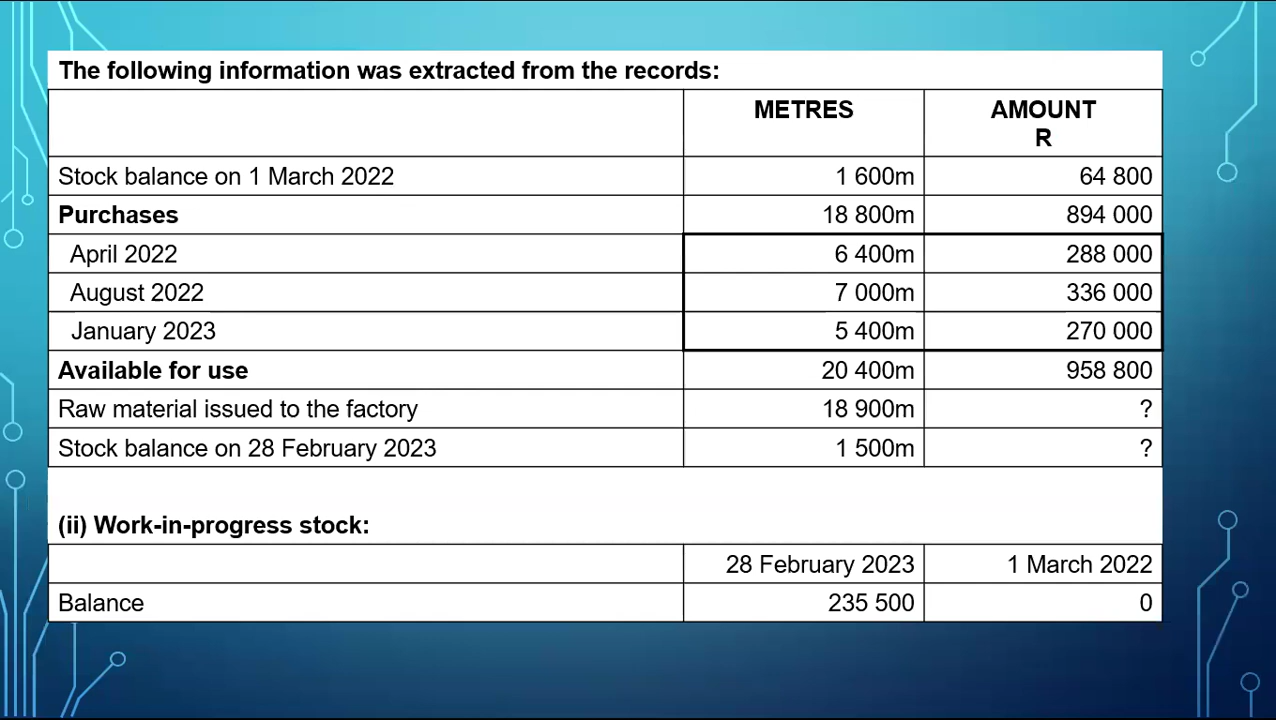 The following information was extracted from the records:
METRES AMOUNT
R
Stock balance on 1 March 2022 1 600m 64 800
Purchases 18 800m 894 000
April 2022 6 400m 288 000
August 2022 7 000m 336 000
January 2023 5 400m 270 000
Available for use 20 400m 958 800
Raw material issued to the factory 18 900m ?
Stock balance on 28 February 2023 1 500m ?
(ii) Work-in-progress stock:
28 February 2023 1 March 2022
Balance 235 500 0